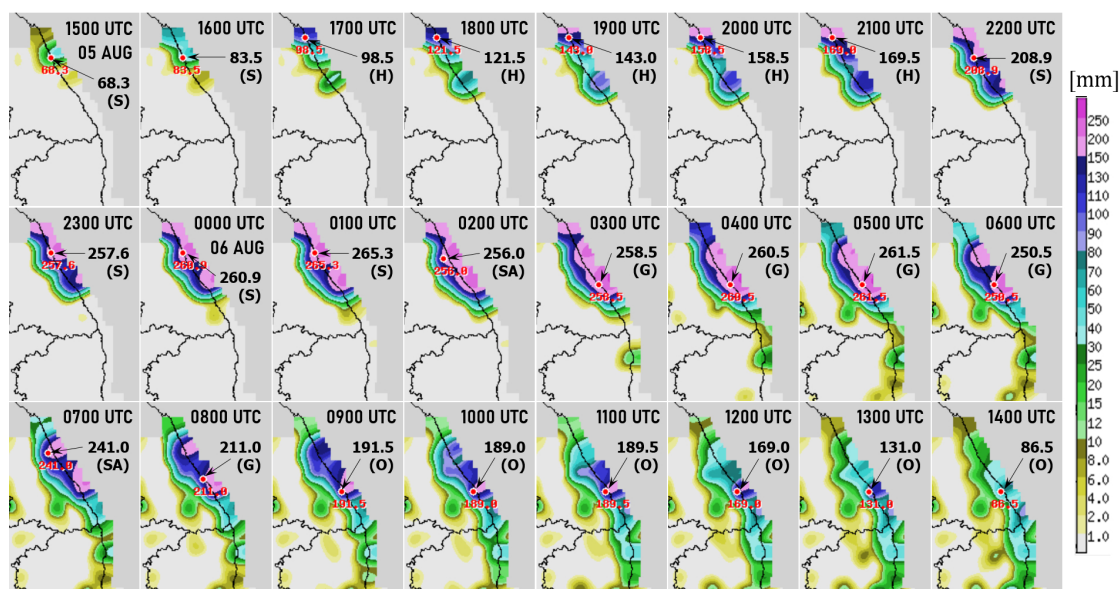 1500 UTC
05 AUG
68.3
68.3
(S)
1600 UTC
83.5
83.5
(S)
1700 UTC
98.5
98.5
(H)
1800 UTC
121.5
121.5
(H)
1900 UTC
143.0
143.0
(H)
2000 UTC
158.5
158.5
(H)
2100 UTC
169.5
(H)
2200 UTC
208.9
208.9
(S)
[mm]
250
200
150
130
110
100
90
80
70
60
50
40
30
25
20
15
12
10
8.0
6.0
4.0
2.0
1.0
2300 UTC
257.6
257.6
(S)
0000 UTC
06 AUG
260.9
260.9
(S)
0100 UTC
265.3
265.3
(S)
0200 UTC
256.0
256.0
(SA)
0300 UTC
258.5
258.5
(G)
0400 UTC
260.5
260.5
(G)
0500 UTC
261.5
261.5
(G)
0600 UTC
250.5
250.5
(G)
0700 UTC
241.0
241.0
(SA)
0800 UTC
211.0
211.0
(G)
0900 UTC
191.5
191.5
(O)
1000 UTC
189.0
189.0
(O)
1100 UTC
189.5
189.5
(O)
1200 UTC
169.0
169.0
(O)
1300 UTC
131.0
131.0
(O)
1400 UTC
86.5
86.5
(O)